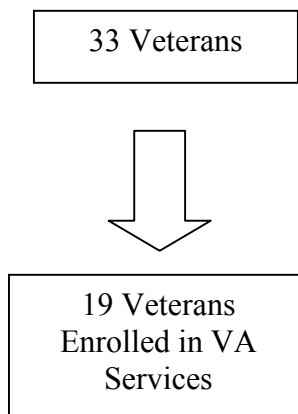 33 Veterans
19 Veterans
Enrolled in VA
Services